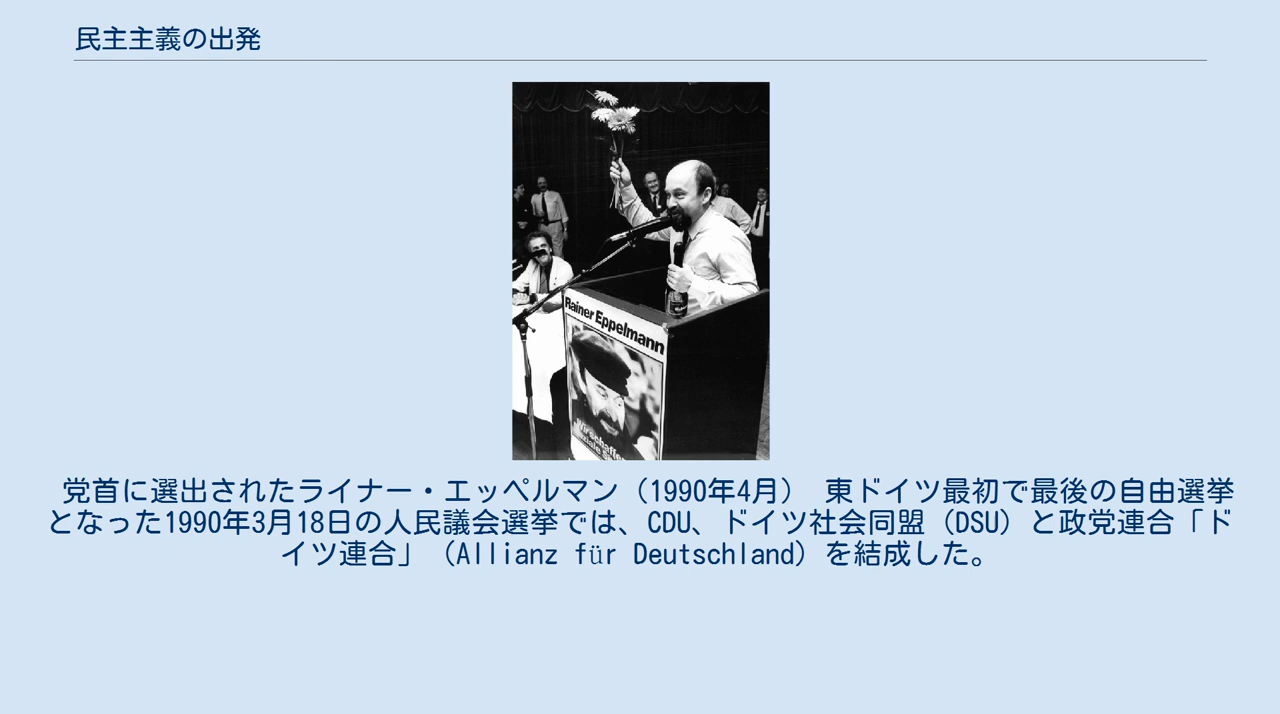 民主主義の出発
Rainer Eppelmann
Wir schaffen
soziale
党首に選出されたライナー・エッペルマン（1990年4月） 東ドイツ最初で最後の自由選挙
となった1990年3月18日の人民議会選挙では、CDU、ドイツ社会同盟（DSU）と政党連合「ド
イツ連合」（Allianz für Deutschland）を結成した。